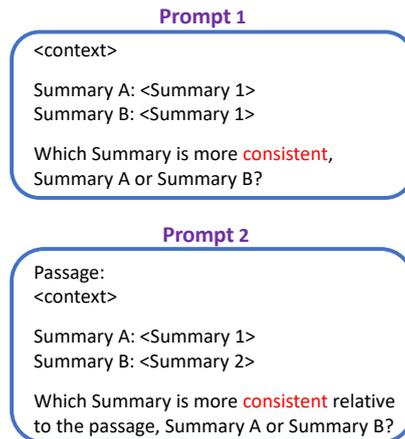 Prompt 1
<context>
Summary A: <Summary 1>
Summary B: <Summary 1>
Which Summary is more consistent,
Summary A or Summary B?
Prompt 2
Passage:
<context>
Summary A: <Summary 1>
Summary B: <Summary 2>
Which Summary is more consistent relative
to the passage, Summary A or Summary B?